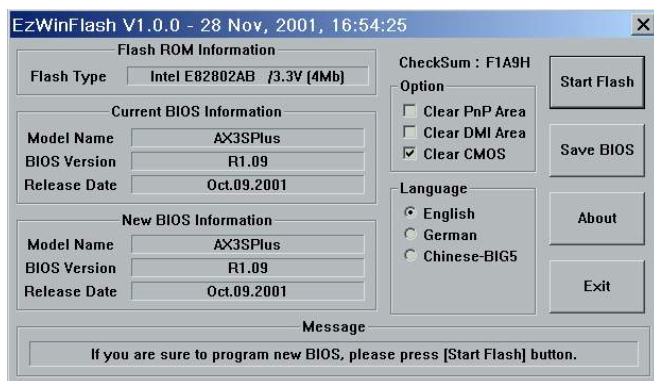 EzWinFlash V1.0.0 - 28 Nov, 2001, 16:54:25
Flash ROM Information
Flash Type Intel E82802AB /3.3V (4Mb)
Current BIOS Information
Model Name AX3SPlus
BIOS Version R1.09
Release Date Oct.09.2001
New BIOS Information
Model Name AX3SPlus
BIOS Version R1.09
Release Date Oct.09.2001
CheckSum : F1A9H
Option
Clear PnP Area
Clear DMI Area
Clear CMOS
Language
English
German
Chinese-BIG5
Start Flash
Save BIOS
About
Exit
Message
If you are sure to program new BIOS, please press [Start Flash] button.